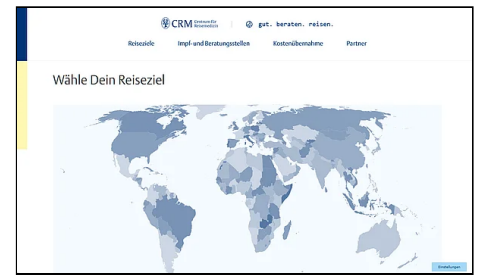 CRM Centrum für Reisemedizin
gut. beraten. reisen.
Reiseziele Impf- und Beratungsstellen Kostenübernahme Partner
Wähle Dein Reiseziel
Einstellungen